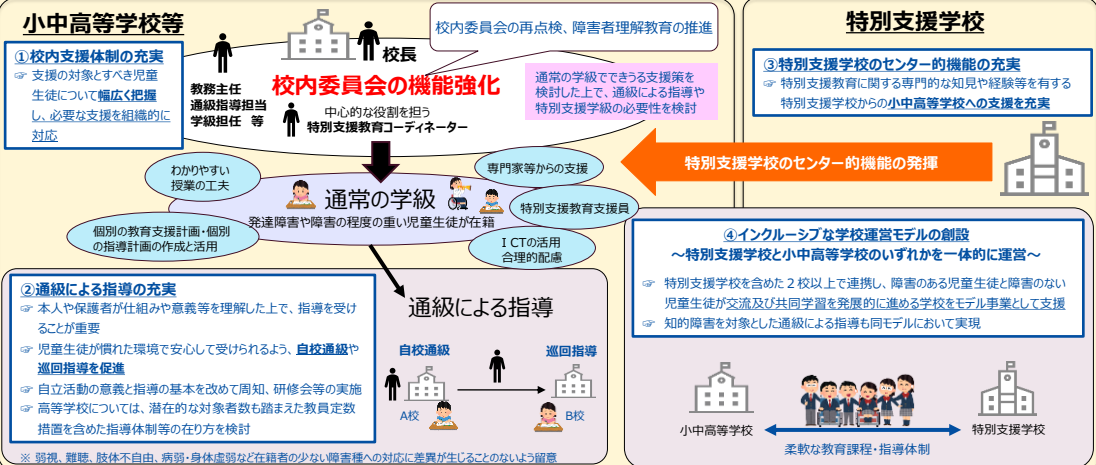 小中高等学校等
①校内支援体制の充実
☞ 支援の対象とすべき児童
生徒について幅広く把握
し、必要な支援を組織的に
対応
校長
校内委員会の再点検、障害者理解教育の推進
教務主任
通級指導担当
学級担任 等
校内委員会の機能強化
中心的な役割を担う
特別支援教育コーディネーター
通常の学級でできうる支援策を
検討した上で、通級による指導や
特別支援学級の必要性を検討
わかりやすい
授業の工夫
専門家等からの支援
通常の学級
発達障害や障害の程度の重い児童生徒が在籍
特別支援教育支援員
個別の教育支援計画・個別
の指導計画の作成と活用
ICTの活用
合理的配慮
②通級による指導の充実
☞ 本人や保護者が仕組みや意義等を理解した上で、指導を受け
ることが重要
☞ 児童生徒が慣れた環境で安心して受けられるよう、自校通級や
巡回指導を促進
☞ 自立活動の意義と指導の基本を改めて周知、研修会等の実施
☞ 高等学校については、潜在的な対象者数も踏まえた教員定数
措置を含めた指導体制等の在り方を検討
※ 弱視、難聴、肢体不自由、病弱・身体虚弱など在籍者の少ない障害種への対応に差異が生じることのないよう留意
通級による指導
自校通級
巡回指導
A校
B校
特別支援学校
③特別支援学校のセンター的機能の充実
☞ 特別支援教育に関する専門的な知見や経験等を有する
特別支援学校からの小中高等学校への支援を充実
特別支援学校のセンター的機能の発揮
④インクルーシブな学校運営モデルの創設
～特別支援学校と小中高等学校のいずれかを一体的に運営～
☞ 特別支援学校を含めた2校以上で連携し、障害のある児童生徒と障害のない
児童生徒が交流及び共同学習を発展的に進める学校をモデル事業として支援
☞ 知的障害を対象とした通級による指導も同モデルにおいて実現
小中高等学校
特別支援学校
柔軟な教育課程・指導体制